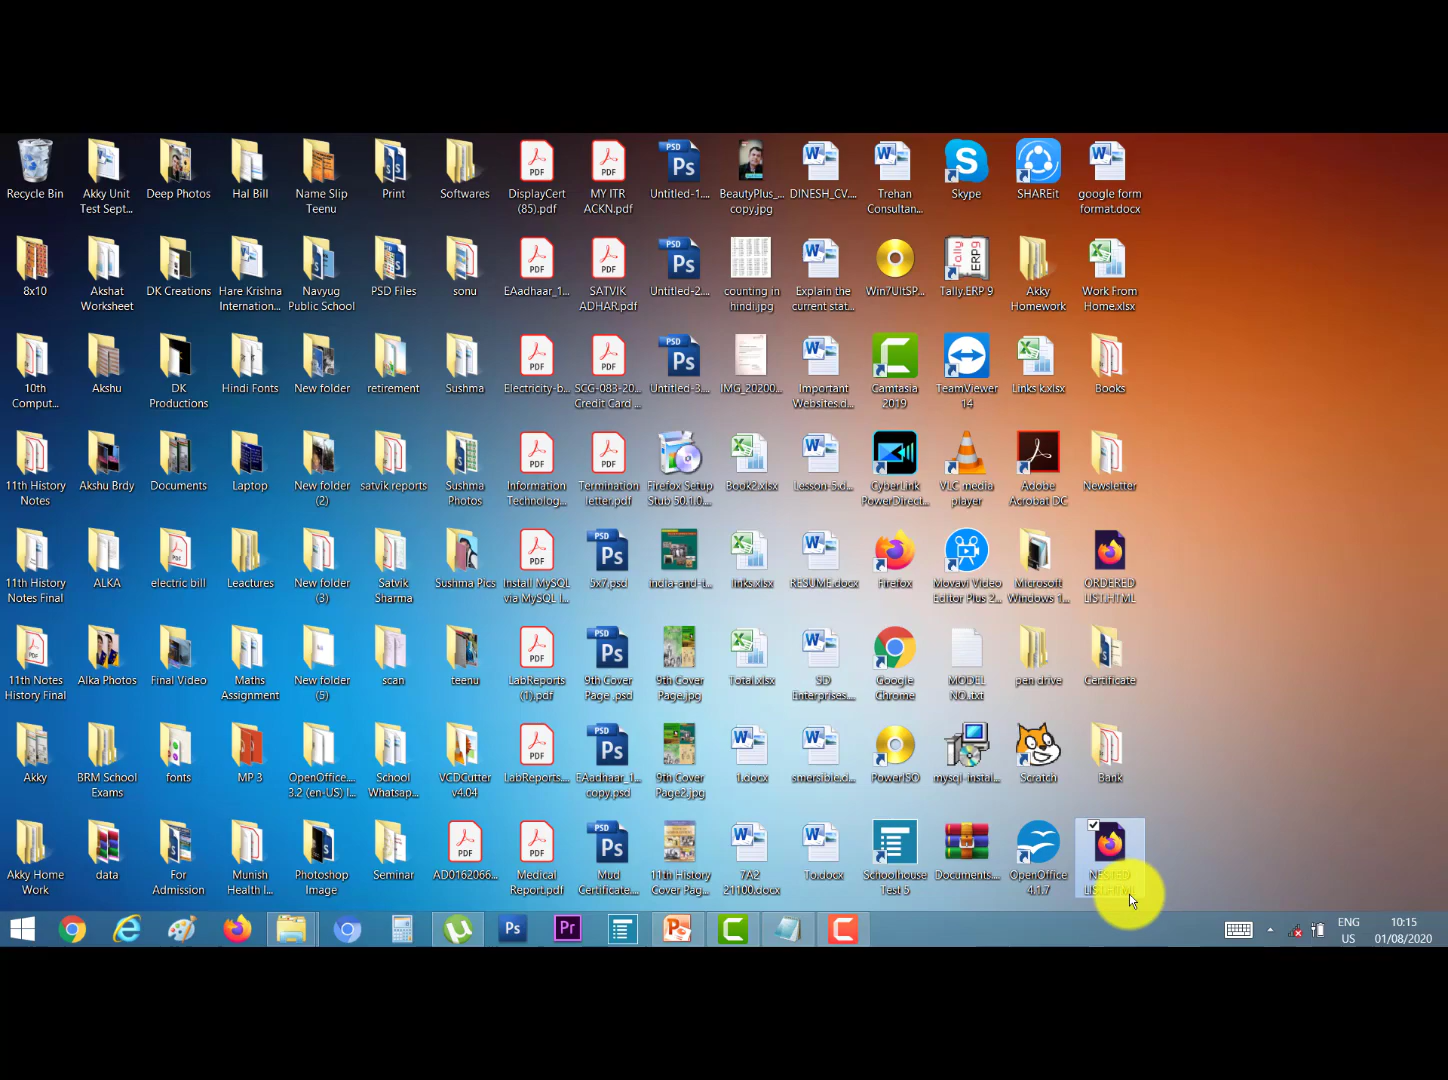 Recycle Bin
Akky Unit
Test Sept...
Deep Photos
Hal Bill
Name Slip
Teenu
Print
Softwares
DisplayCert
(85).pdf
MY ITR
ACKN.pdf
Untitled-1....
BeautyPlus_...
copy.jpg
DINESH_CV....
Trehan
Consultan...
Skype
SHAREit
google form
format.docx
8x10
Akshat
Worksheet
DK Creations
Hare Krishna
Internation...
Navyug
Public School
PSD Files
sonu
EAadhaar_1...
SATVIK
ADHAR.pdf
Untitled-2....
counting in
hindi.jpg
Explain the
current stat...
Win7UltSP...
Tally.ERP 9
Akky
Homework
Work From
Home.xlsx
10th
Comput...
Akshu
DK
Productions
Hindi Fonts
New folder
retirement
Sushma
Electricity-b...
SCG-083-20...
Credit Card ...
Untitled-3....
IMG_20200...
Important
Websites.d...
Camtasia
2019
TeamViewer
14
Links k.xlsx
Books
11th History
Notes
Akshu Brdy
Documents
Laptop
New folder
(2)
satvik reports
Sushma
Photos
Information
Technolog...
Termination
letter.pdf
Firefox Setup
Stub 50.1.0....
Book2.xlsx
Lesson-5.d...
CyberLink
PowerDirect...
VLC media
player
Adobe
Acrobat DC
Newsletter
11th History
Notes Final
ALKA
electric bill
Leactures
New folder
(3)
Satvik
Sharma
Sushma Pics
Install MySQL
via MySQL I...
5x7.psd
india-and-t...
links.xlsx
RESUME.docx
Firefox
Movavi Video
Editor Plus 2...
Microsoft
Windows 1...
ORDERED
LIST.HTML
11th Notes
History Final
Alka Photos
Final Video
Maths
Assignment
New folder
(5)
scan
teenu
LabReports
(1).pdf
9th Cover
Page .psd
9th Cover
Page.jpg
Total.xlsx
SD
Enterprises....
Google
Chrome
MODEL
NO..txt
pen drive
Certificate
Akky
BRM School
Exams
fonts
MP 3
OpenOffice....
3.2 (en-US) I...
School
Whatsap...
VCDCutter
v4.04
LabReports....
EAadhaar_1...
copy.psd
9th Cover
Page2.jpg
1.docx
smersible.d...
PowerISO
mysql-instal...
Scratch
Bank
Akky Home
Work
data
For
Admission
Munish
Health I...
Photoshop
Image
Seminar
AD0162066...
Medical
Report.pdf
Mud
Certificate....
11th History
Cover Pag...
7A2
21100.docx
To.docx
Schoolhouse
Test 5
Documents....
OpenOffice
4.1.7
NESTED
LIST.HTML
ENG
US
10:15
01/08/2020